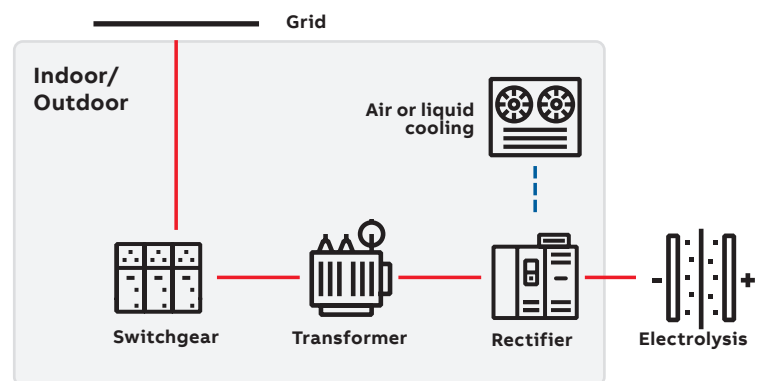 Grid
Indoor/
Outdoor
Air or liquid
cooling
- +
Switchgear
Transformer
Rectifier
Electrolysis